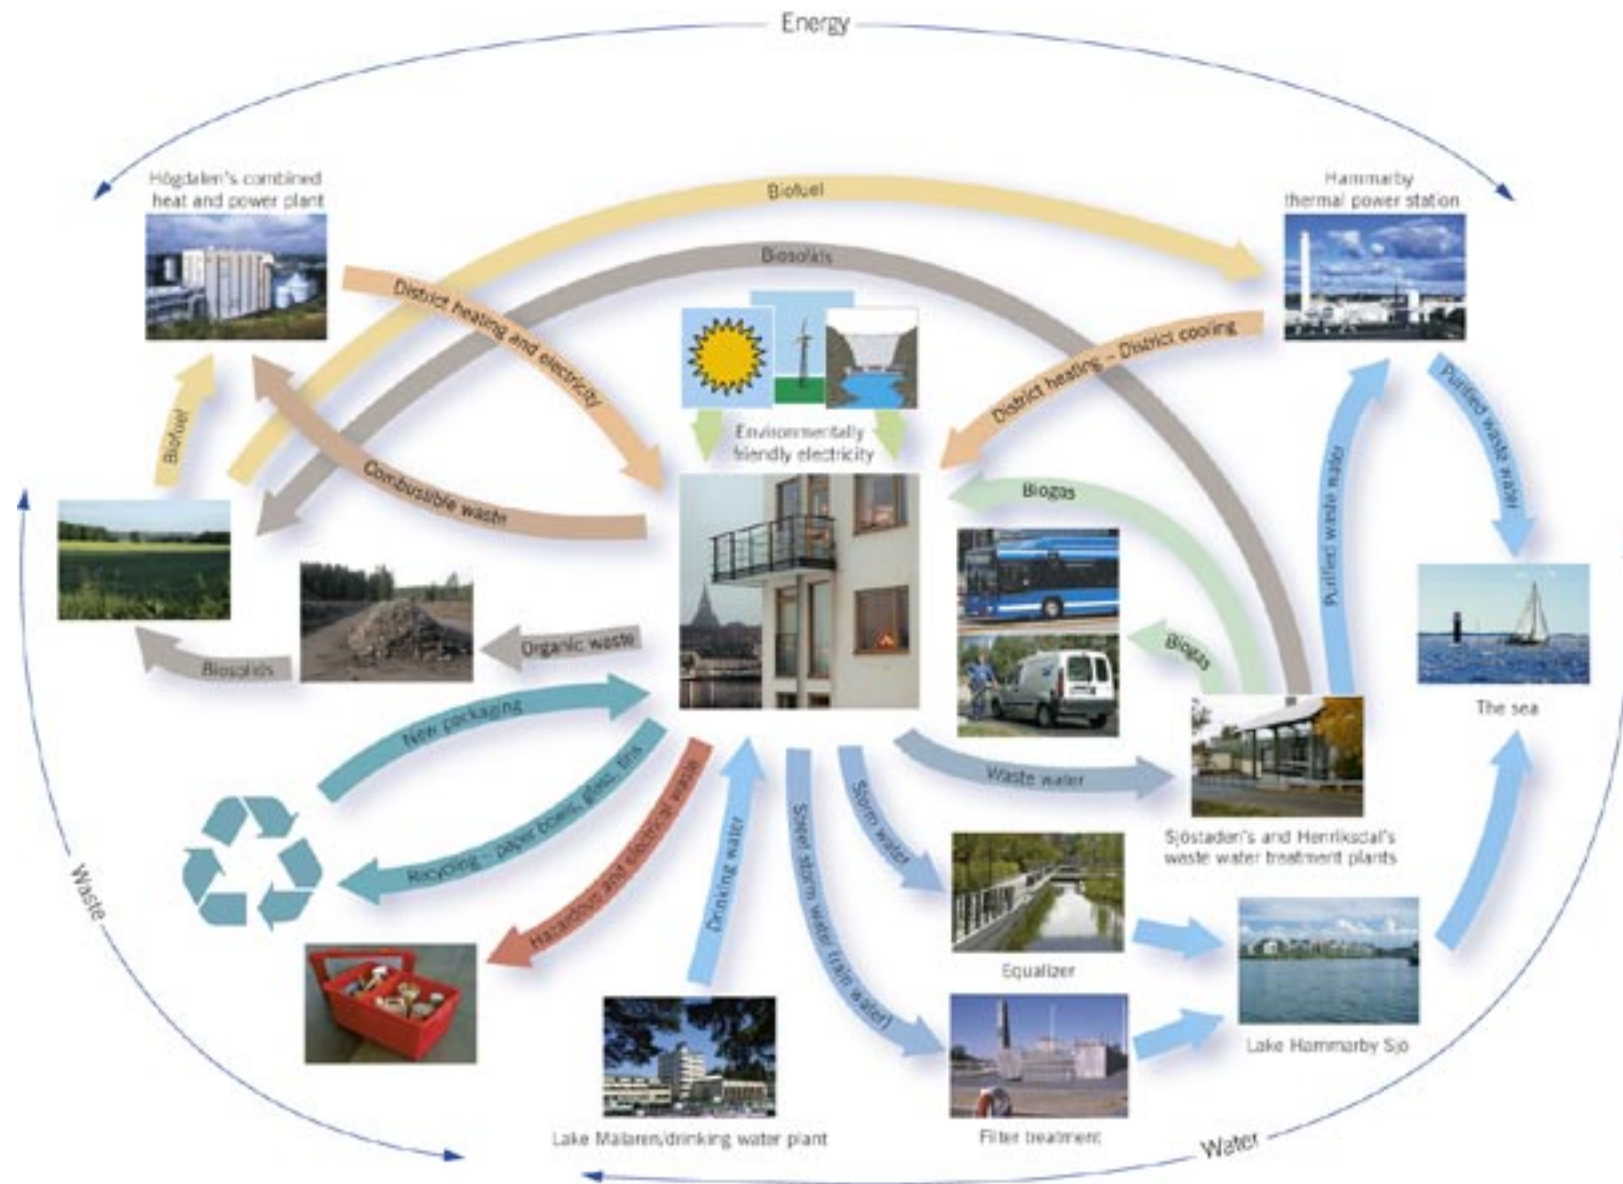 Energy
Högdalen's combined
heat and power plant
Hammarby
thermal power station
Biofuel
Biosolids
District heating and electricity
District heating – District cooling
Purified waste water
Biofuel
Environmentally
friendly electricity
Combustible waste
Biogas
Purified waste water
Organic waste
Biosolids
Biogas
New packaging
The sea
Recycling – paper, glass, tins
Waste water
Storm water
Hazardous and electrical waste
Drinking water
Street storm water (rain water)
Sjöstaden's and Henriksdal's
waste water treatment plants
Waste
Equalizer
Lake Hammarby Sjö
Lake Mälaren/drinking water plant
Filter treatment
Water